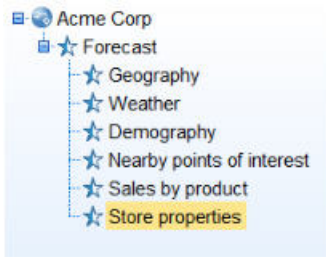 Acme Corp
Forecast
Geography
Weather
Demography
Nearby points of interest
Sales by product
Store properties